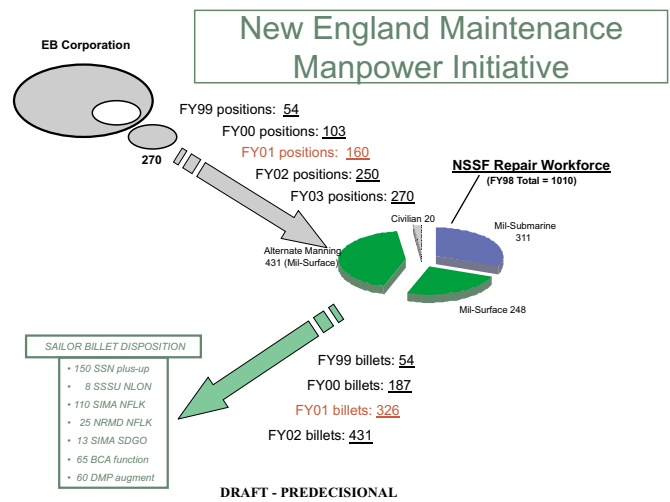 New England Maintenance
Manpower Initiative
EB Corporation
270
FY99 positions: 54
FY00 positions: 103
FY01 positions: 160
FY02 positions: 250
FY03 positions: 270
NSSF Repair Workforce
(FY98 Total = 1010)
Civilian 20
Mil-Submarine
311
Alternate Manning
431 (Mil-Surface)
Mil-Surface 248
SAILOR BILLET DISPOSITION
• 150 SSN plus-up
• 8 SSSU NLON
• 110 SIMA NFLK
• 25 NRMD NFLK
• 13 SIMA SDGO
• 65 BCA function
• 60 DMP augment
FY99 billets: 54
FY00 billets: 187
FY01 billets: 326
FY02 billets: 431
DRAFT - PREDECISIONAL